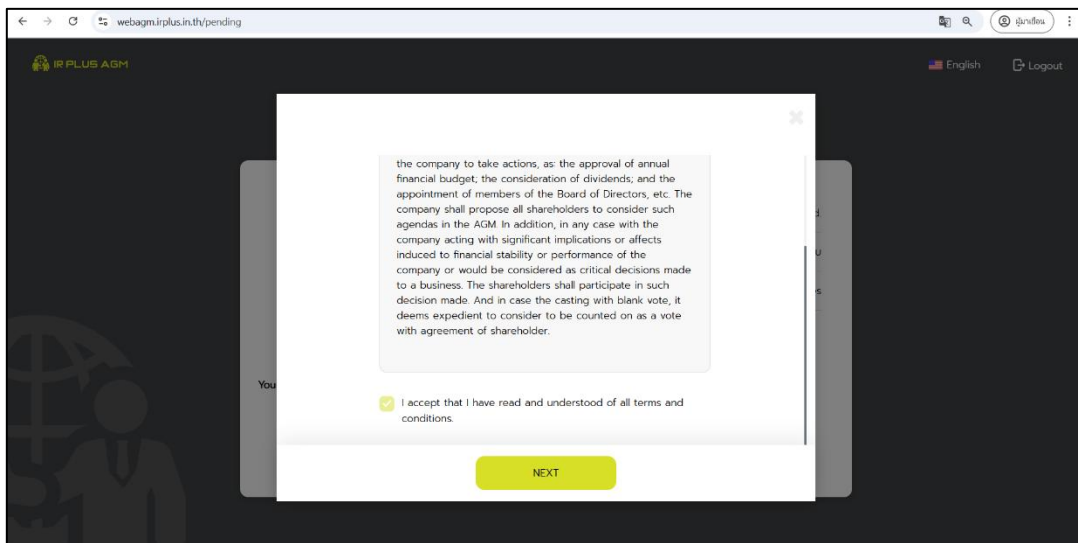 webagm.irplus.in.th/pending
ผู้มาเยือน
IR PLUS AGM
English
Logout
the company to take actions, as: the approval of annual
financial budget; the consideration of dividends; and the
appointment of members of the Board of Directors, etc. The
company shall propose all shareholders to consider such
agendas in the AGM. In addition, in any case with the
company acting with significant implications or affects
induced to financial stability or performance of the
company or would be considered as critical decisions made
to a business. The shareholders shall participate in such
decision made. And in case the casting with blank vote, it
deems expedient to consider to be counted on as a vote
with agreement of shareholder.
You
I accept that I have read and understood of all terms and
conditions.
NEXT